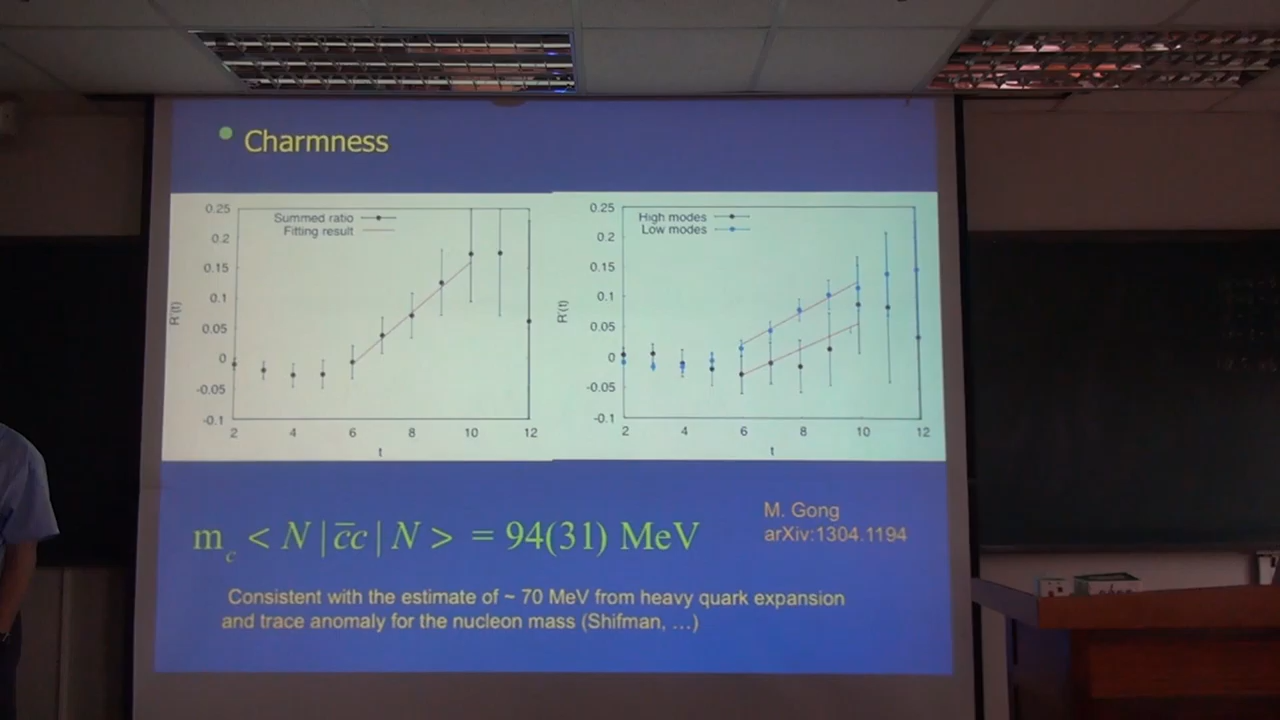 Charmness
Summed ratio
Fitting result
0.25
0.2
0.15
0.1
0.05
0
-0.05
-0.1
R'(t)
2 4 6 8 10 12
t
High modes
Low modes
0.25
0.2
0.15
0.1
0.05
0
-0.05
-0.1
R'(t)
2 4 6 8 10 12
t
m_c < N | c̄c | N > = 94(31) MeV
M. Gong
arXiv:1304.1194
Consistent with the estimate of ~ 70 MeV from heavy quark expansion
and trace anomaly for the nucleon mass (Shifman, …)